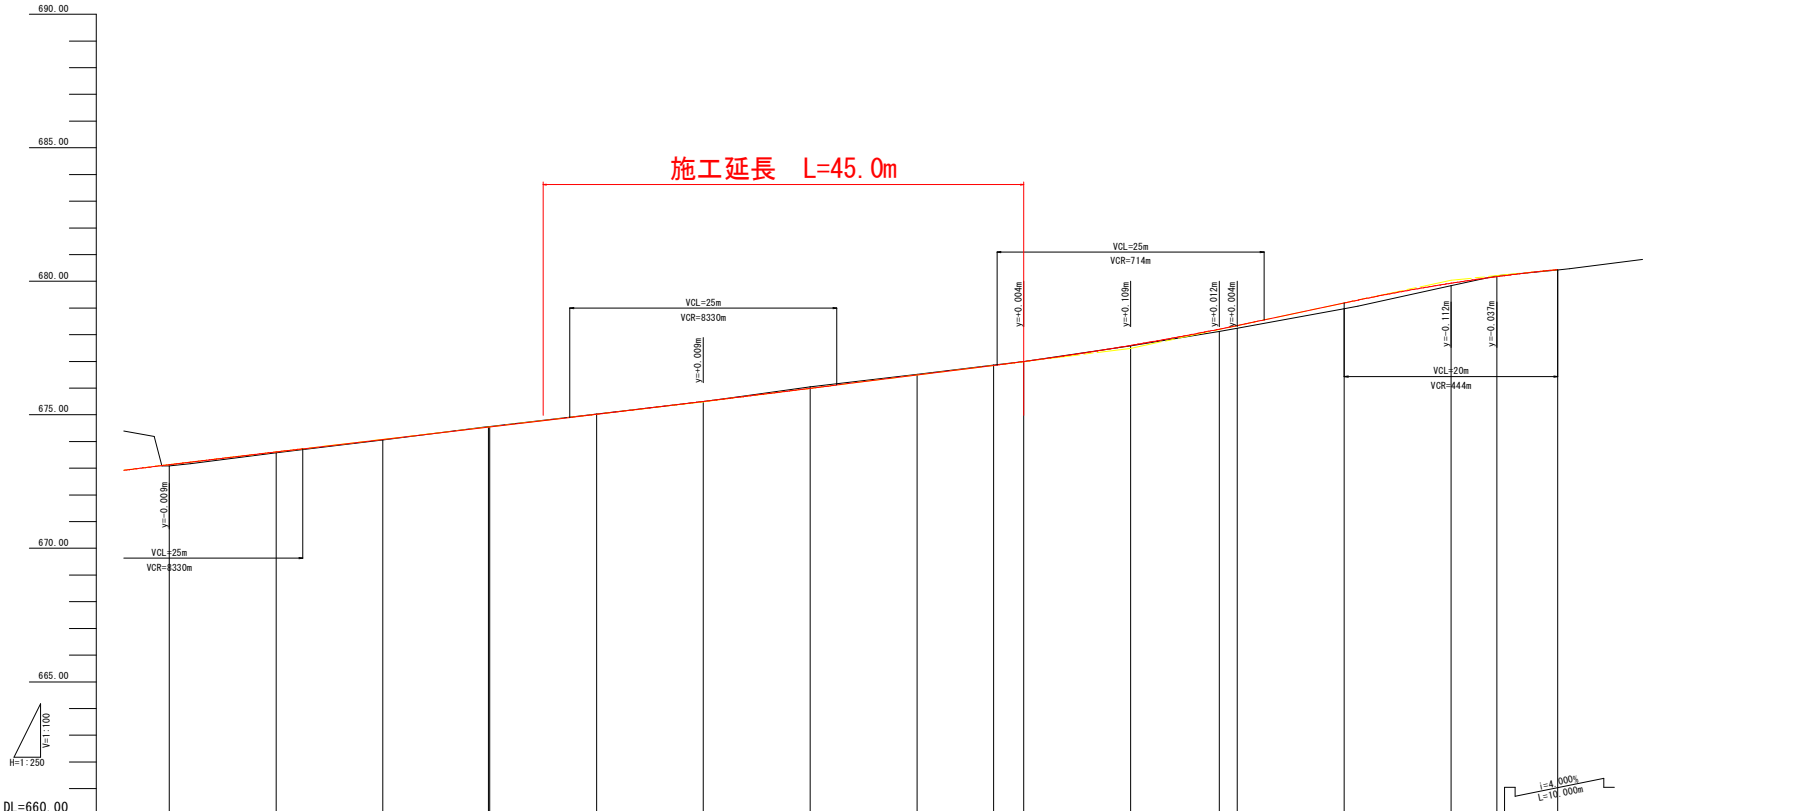 690.00
685.00
施工延長　L=45.0m
VCL=25m
VCR=714m
680.00
y=+0.004m
y=+0.109m
y=+0.012m
y=+0.004m
VCL=25m
VCR=8330m
y=+0.009m
y=-0.112m
y=-0.037m
VCL=20m
VCR=444m
675.00
y=-0.009m
670.00
VCL=25m
VCR=8330m
665.00
V=1:100
H=1:250
i=4.000%
L=10.000m
DL=660.00